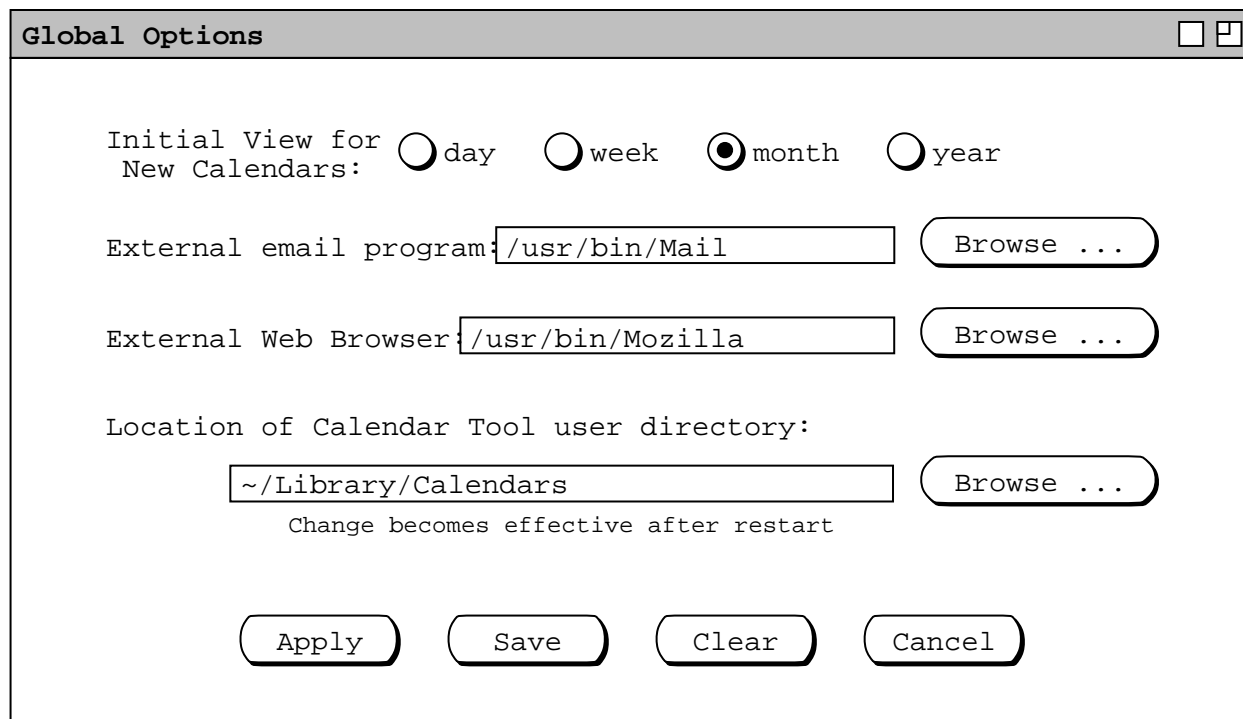 Global Options
Initial View for
New Calendars:
day week month year
External email program: /usr/bin/Mail Browse ...
External Web Browser: /usr/bin/Mozilla Browse ...
Location of Calendar Tool user directory:
~/Library/Calendars Browse ...
Change becomes effective after restart
Apply Save Clear Cancel